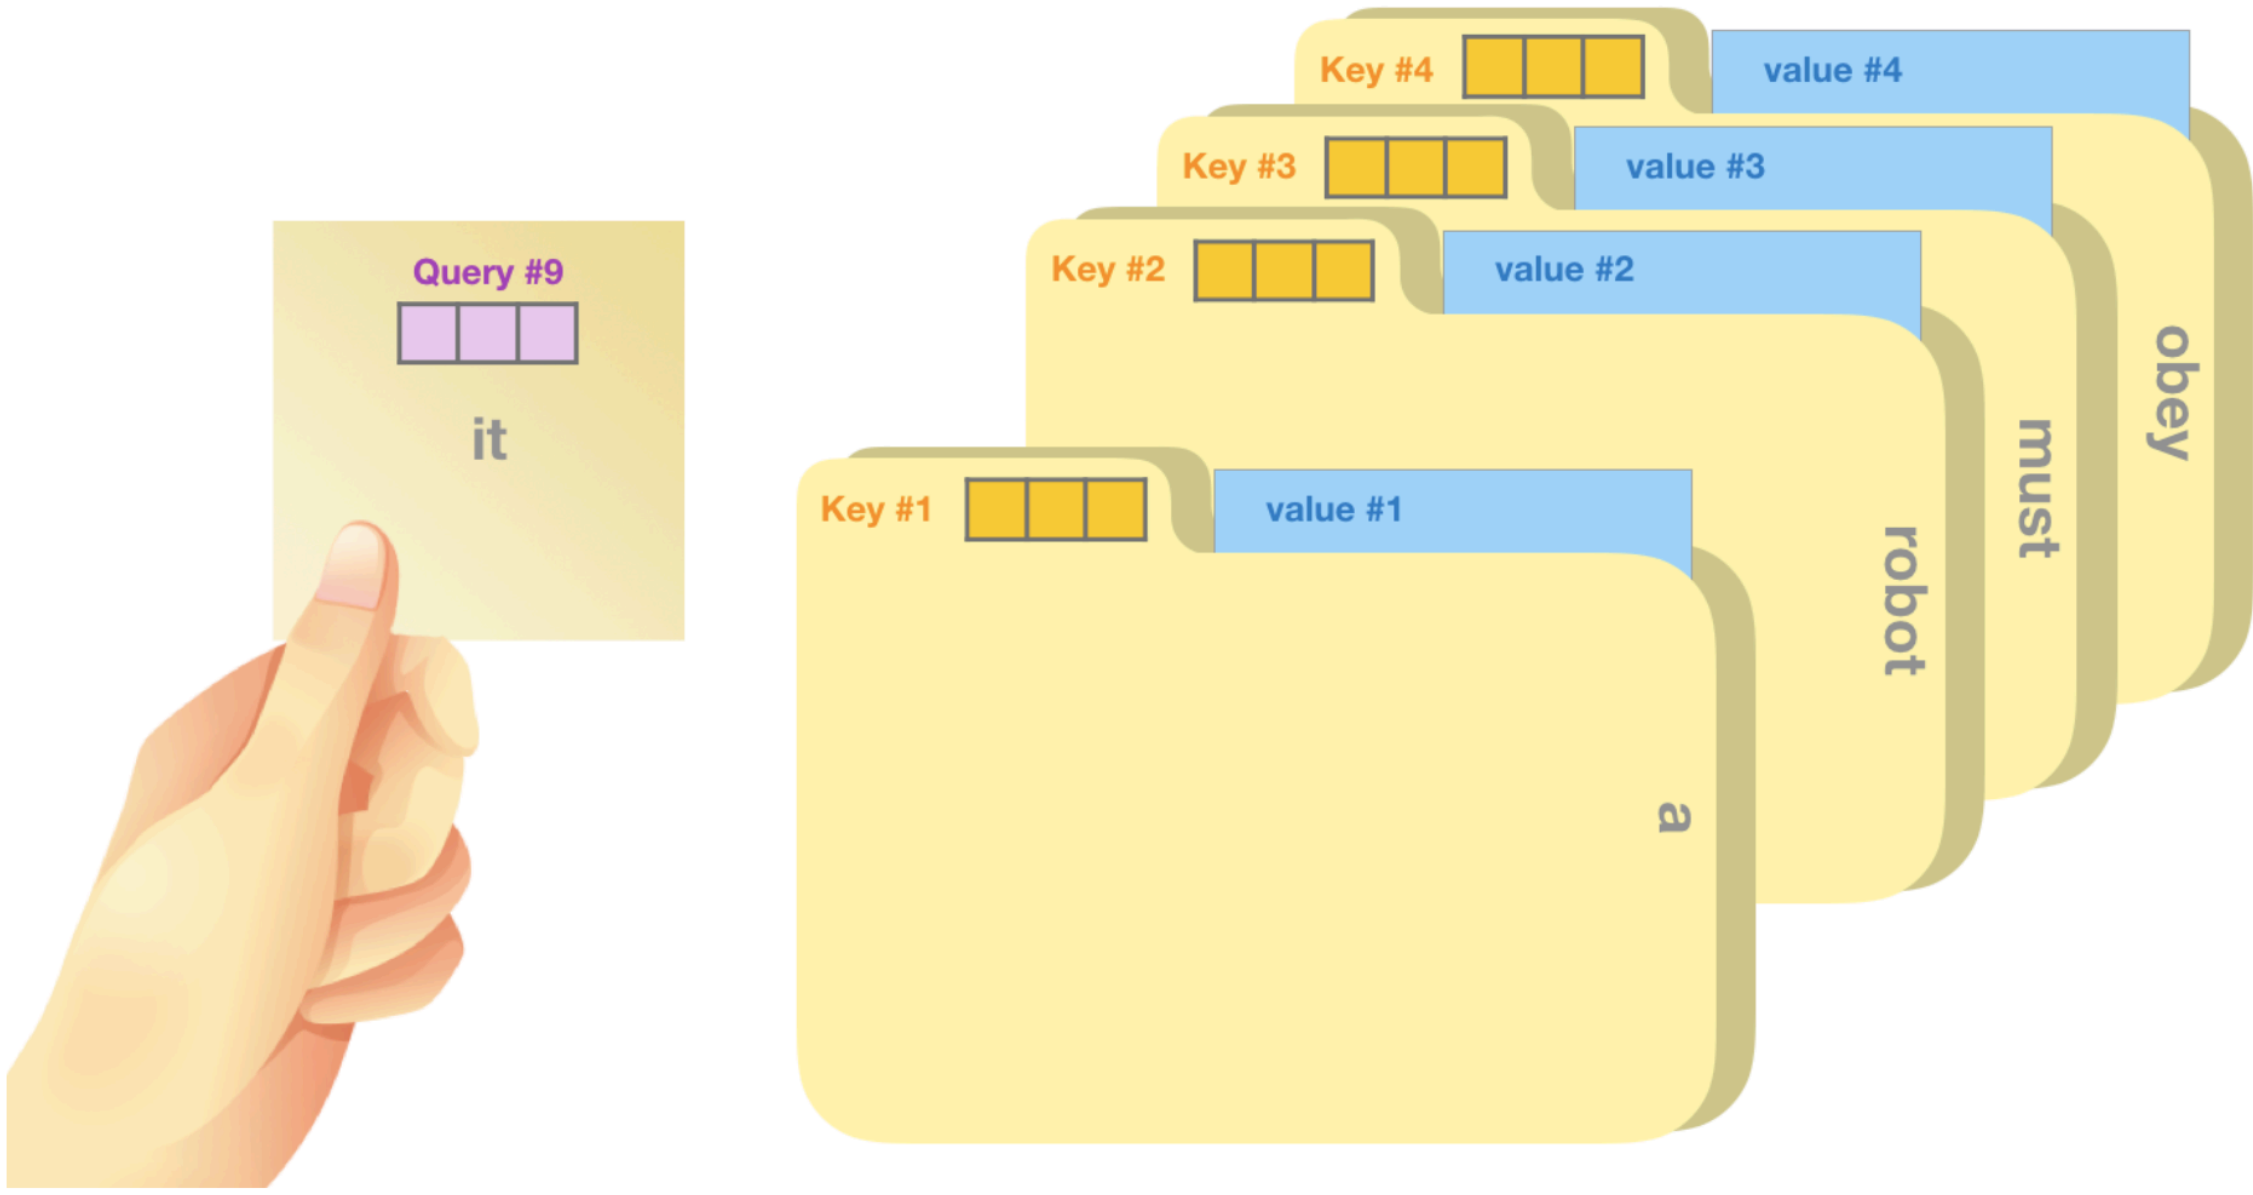 Query #9
it
Key #4
value #4
obey
Key #3
value #3
must
Key #2
value #2
robot
Key #1
value #1
a